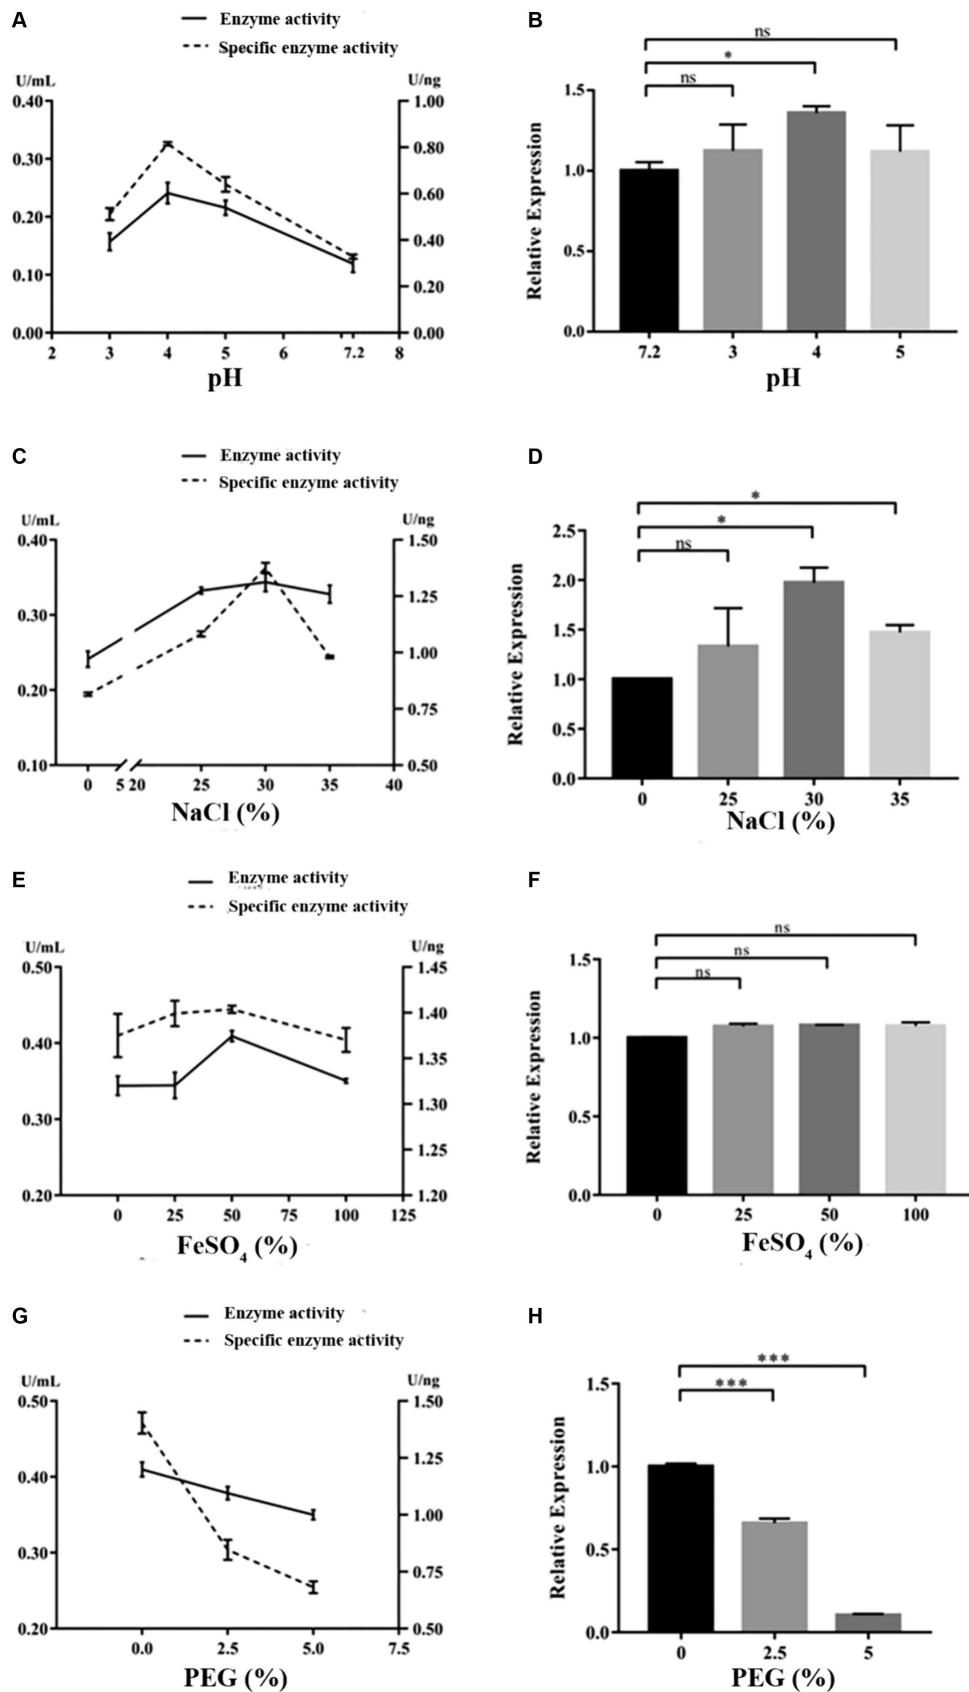 A
Enzyme activity
Specific enzyme activity
U/mL
U/ng
0.40
0.30
0.20
0.10
0.00
1.00
0.80
0.60
0.40
0.20
0.00
2 3 4 5 6 7.2 8
pH
B
ns
*
ns
Relative Expression
1.5
1.0
0.5
0.0
7.2 3 4 5
pH
C
Enzyme activity
Specific enzyme activity
U/mL
U/ng
0.40
0.30
0.20
0.10
1.50
1.25
1.00
0.75
0.50
0 5 20 25 30 35 40
NaCl (%)
D
*
*
ns
Relative Expression
2.5
2.0
1.5
1.0
0.5
0.0
0 25 30 35
NaCl (%)
E
Enzyme activity
Specific enzyme activity
U/mL
U/ng
0.50
0.40
0.30
0.20
1.45
1.40
1.35
1.30
1.25
1.20
0 25 50 75 100 125
FeSO4 (%)
F
ns
ns
ns
Relative Expression
1.5
1.0
0.5
0.0
0 25 50 100
FeSO4 (%)
G
Enzyme activity
Specific enzyme activity
U/mL
U/ng
0.50
0.40
0.30
0.20
1.50
1.25
1.00
0.75
0.50
0.0 2.5 5.0 7.5
PEG (%)
H
***
***
Relative Expression
1.5
1.0
0.5
0.0
0 2.5 5
PEG (%)